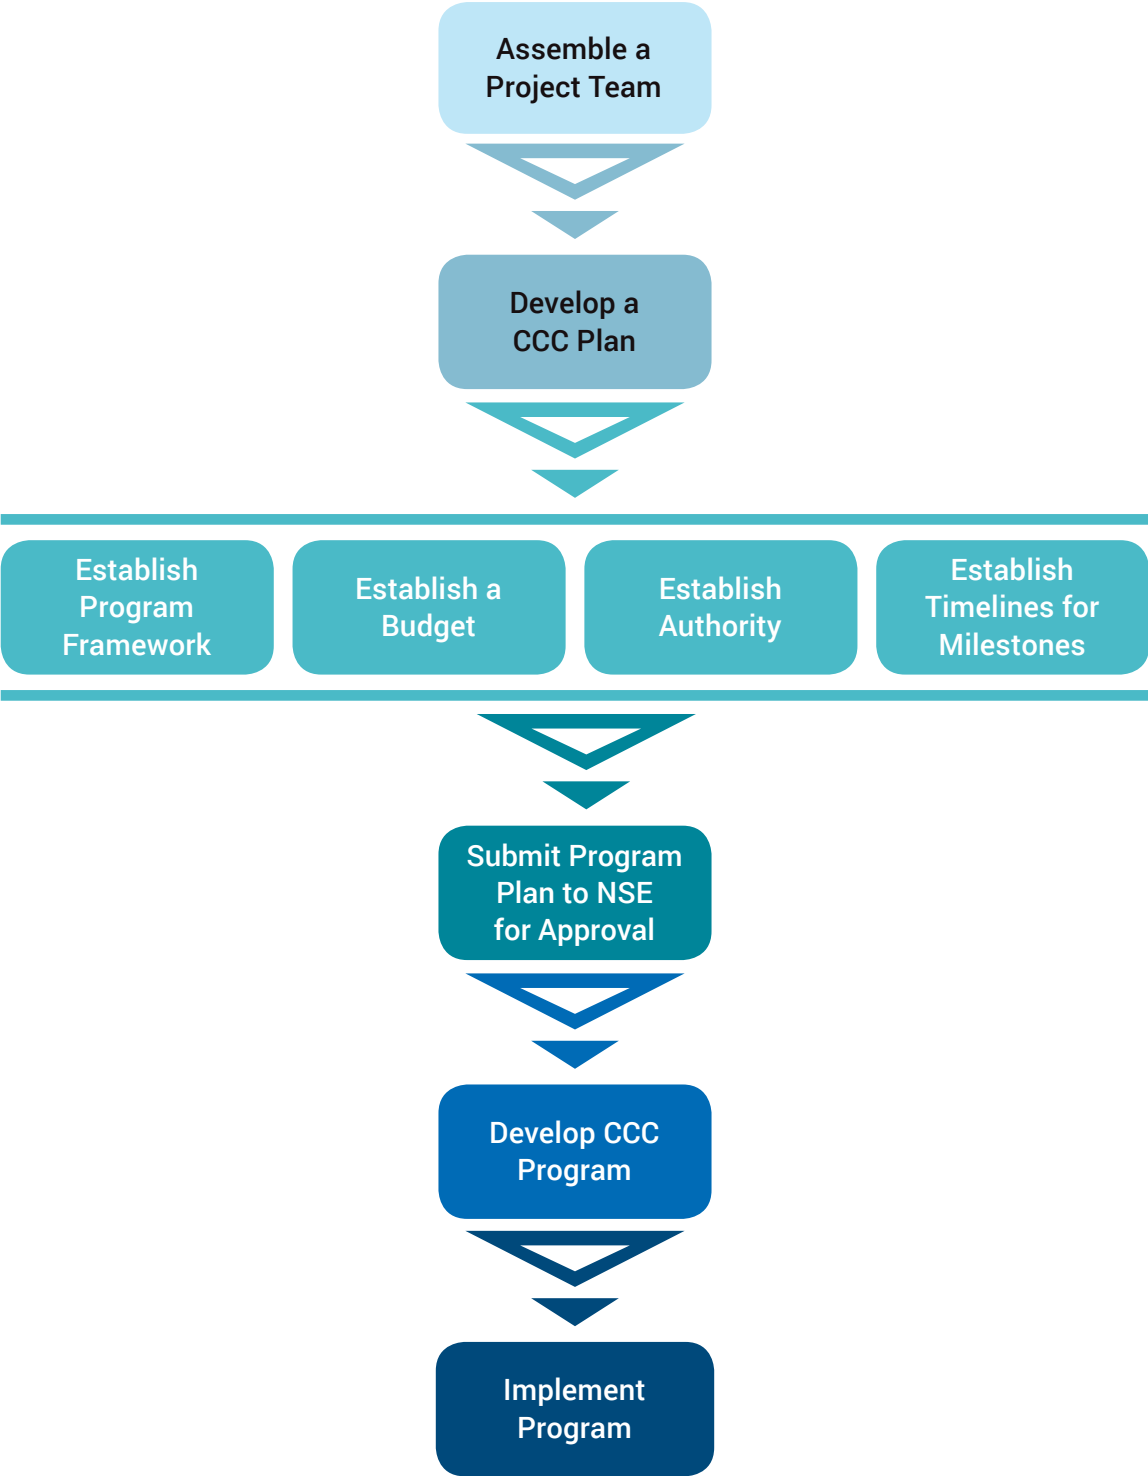 Assemble a
Project Team
Develop a
CCC Plan
Establish
Program
Framework
Establish a
Budget
Establish
Authority
Establish
Timelines for
Milestones
Submit Program
Plan to NSE
for Approval
Develop CCC
Program
Implement
Program